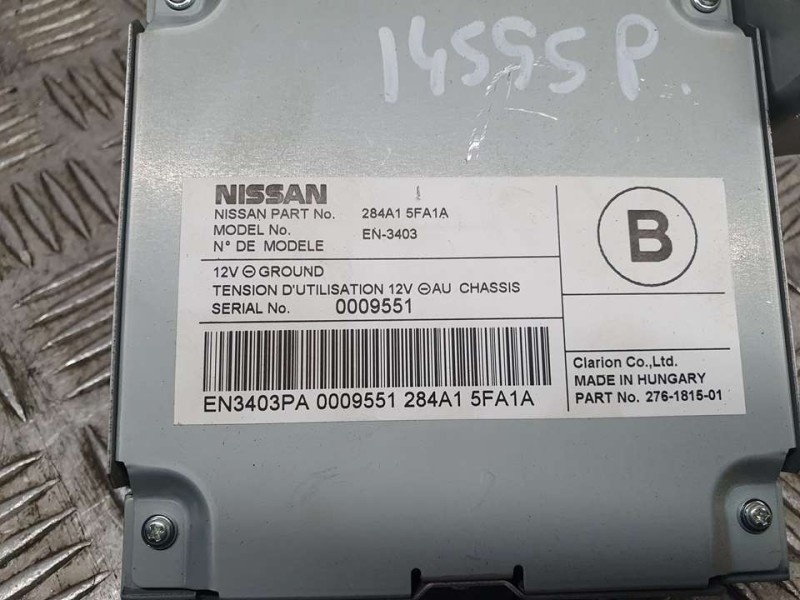 14595P.
NISSAN
NISSAN PART No. 284A1 5FA1A
MODEL No. EN-3403
N° DE MODELE
12V ⊖ GROUND
TENSION D'UTILISATION 12V ⊖ AU CHASSIS
SERIAL No. 0009551
EN3403PA 0009551 284A1 5FA1A
B
Clarion Co.,Ltd.
MADE IN HUNGARY
PART No. 276-1815-01